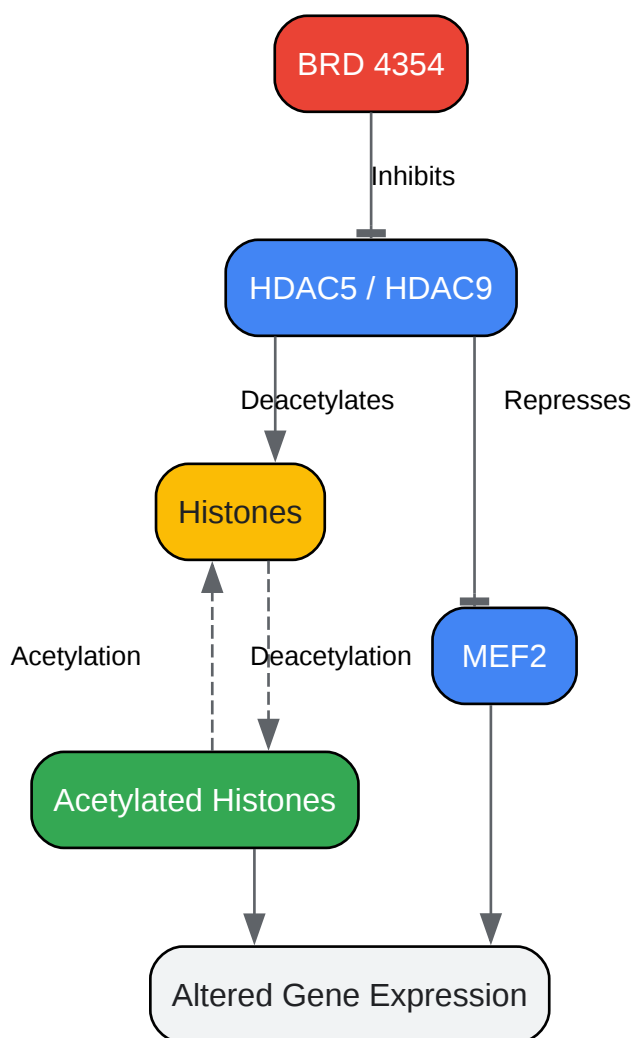 BRD 4354
Inhibits
HDAC5 / HDAC9
Deacetylates
Represses
Histones
Acetylation
Deacetylation
MEF2
Acetylated Histones
Altered Gene Expression